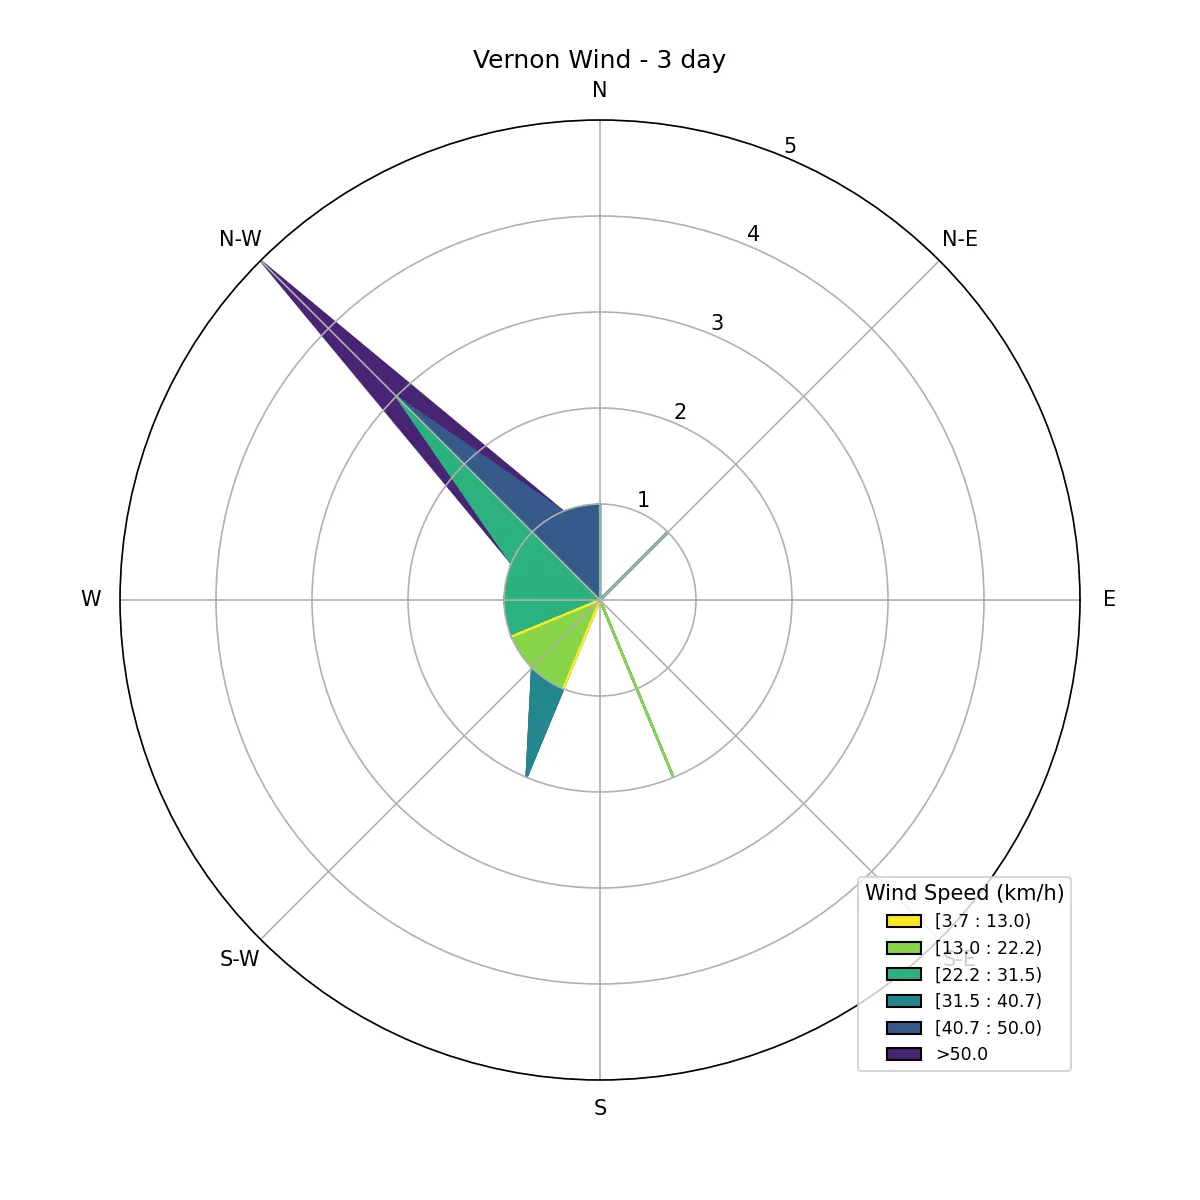 Vernon Wind - 3 day
N
5
N-W
N-E
4
3
2
1
W
E
Wind Speed (km/h)
[3.7 : 13.0)
[13.0 : 22.2)
S-W
S-E
[22.2 : 31.5)
[31.5 : 40.7)
[40.7 : 50.0)
>50.0
S